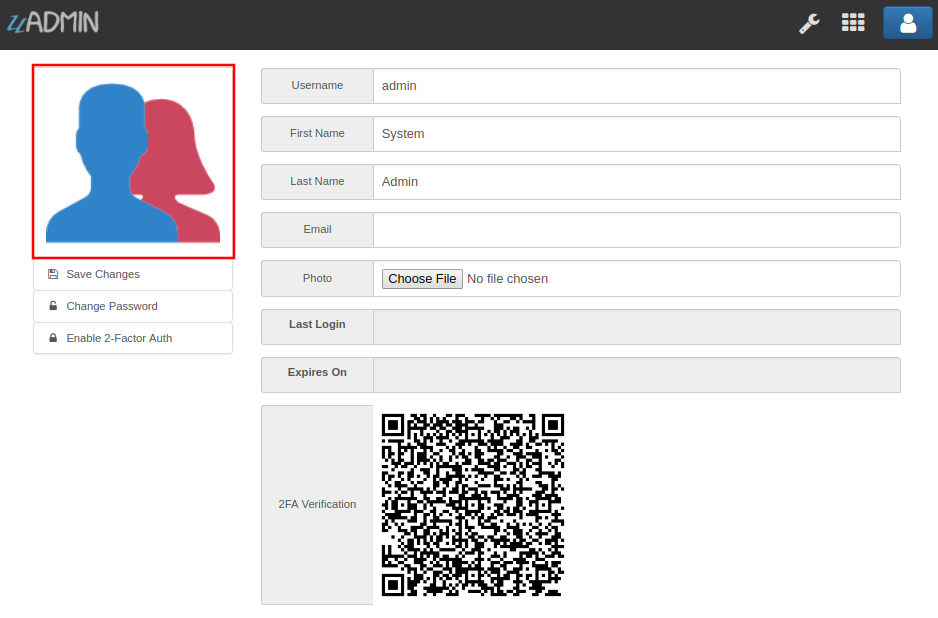 uADMIN
Username admin
First Name System
Last Name Admin
Email
Photo Choose File No file chosen
Save Changes
Change Password
Enable 2-Factor Auth
Last Login
Expires On
2FA Verification